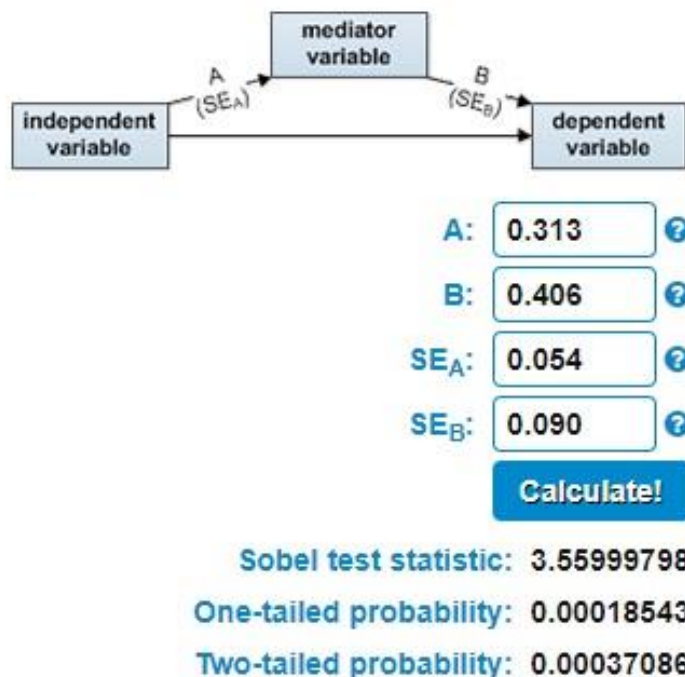 mediator
variable
A
(SEA)
B
(SEB)
independent
variable
dependent
variable
A: 0.313 ?
B: 0.406 ?
SEA: 0.054 ?
SEB: 0.090 ?
Calculate!
Sobel test statistic: 3.55999798
One-tailed probability: 0.00018543
Two-tailed probability: 0.00037086